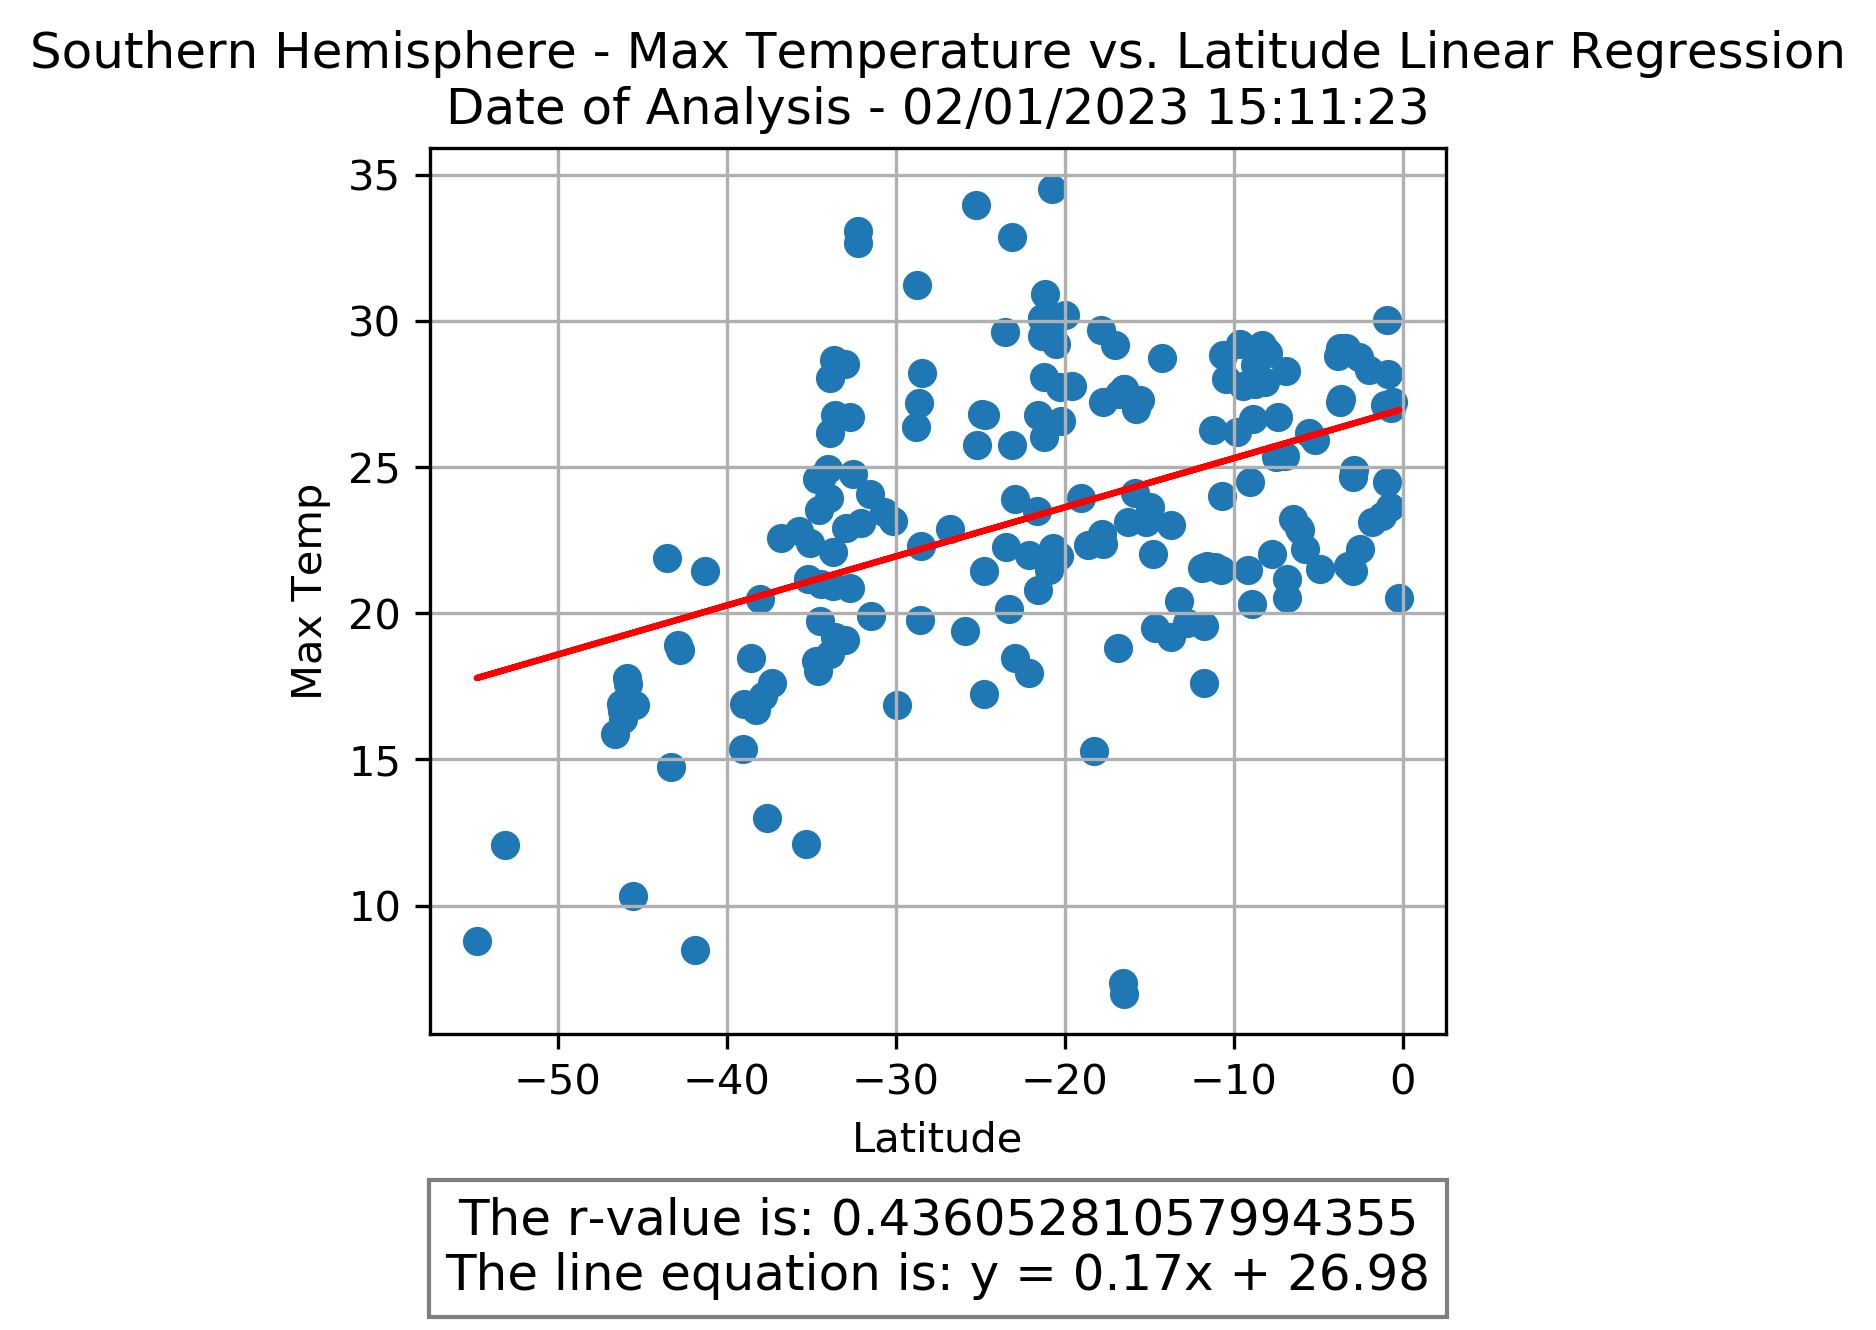 Southern Hemisphere - Max Temperature vs. Latitude Linear Regression
Date of Analysis - 02/01/2023 15:11:23
35
30
25
20
15
10
Max Temp
−50 −40 −30 −20 −10 0
Latitude
The r-value is: 0.43605281057994355
The line equation is: y = 0.17x + 26.98